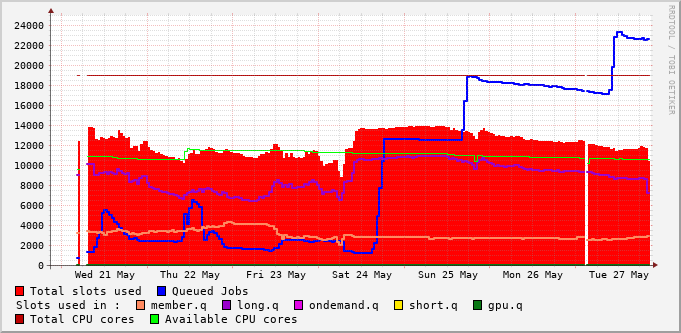 RRDTOOL / TOBI OETIKER
24000
22000
20000
18000
16000
14000
12000
10000
8000
6000
4000
2000
0
Wed 21 May Thu 22 May Fri 23 May Sat 24 May Sun 25 May Mon 26 May Tue 27 May
Total slots used Queued Jobs
Slots used in : member.q long.q ondemand.q short.q gpu.q
Total CPU cores Available CPU cores